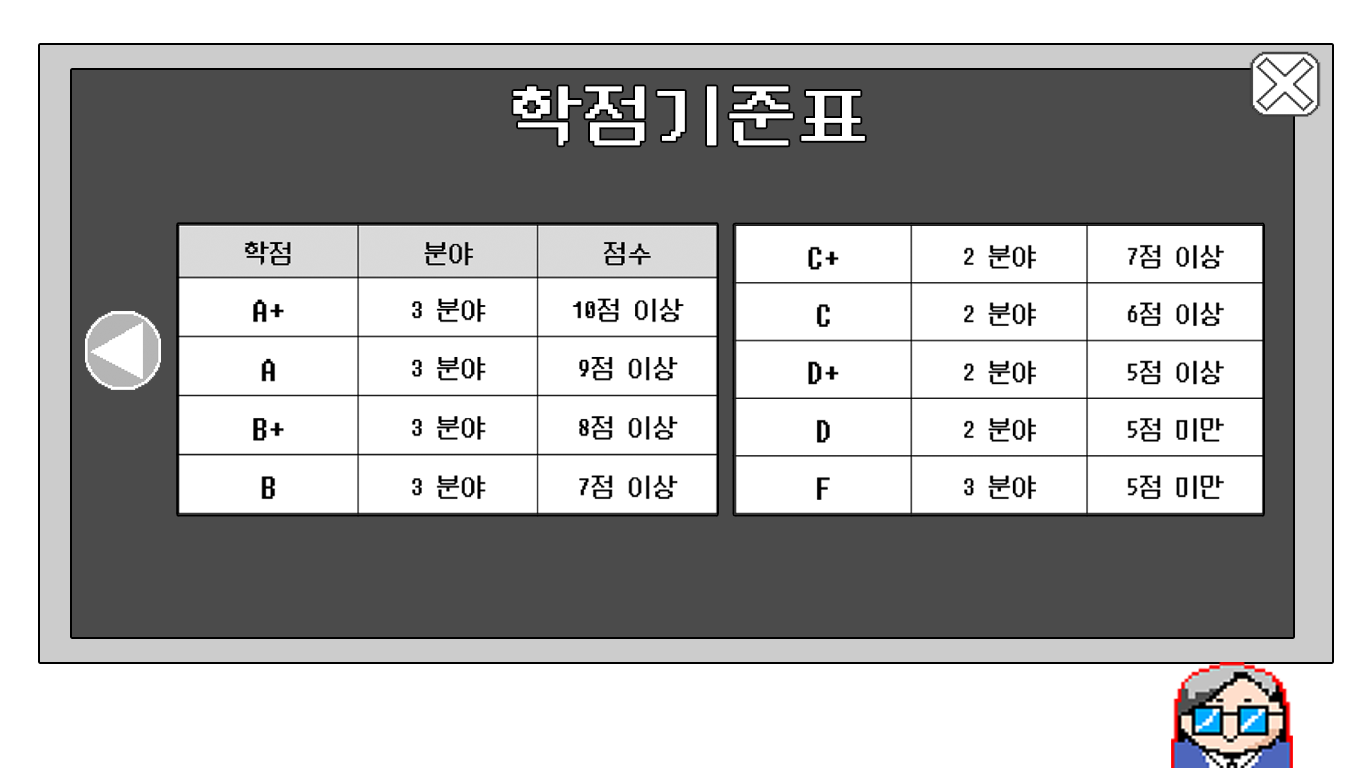 학점기준표
학점 분야 점수
A+ 3 분야 10점 이상
A 3 분야 9점 이상
B+ 3 분야 8점 이상
B 3 분야 7점 이상
C+ 2 분야 7점 이상
C 2 분야 6점 이상
D+ 2 분야 5점 이상
D 2 분야 5점 미만
F 3 분야 5점 미만